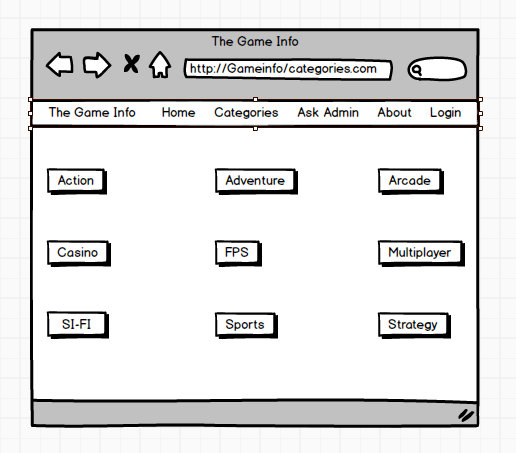 The Game Info
http://Gameinfo/categories.com
The Game Info Home Categories Ask Admin About Login
Action Adventure Arcade
Casino FPS Multiplayer
SI-FI Sports Strategy